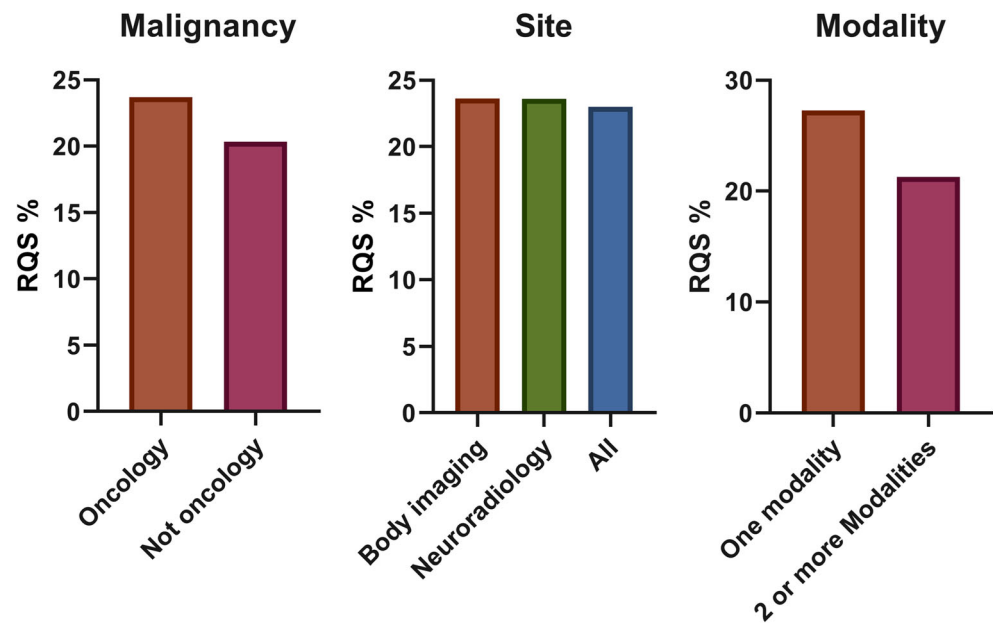 Malignancy
RQS %
25
20
15
10
5
0
Oncology
Not oncology
Site
RQS %
25
20
15
10
5
0
Body imaging
Neuroradiology
All
Modality
RQS %
30
20
10
0
One modality
2 or more Modalities